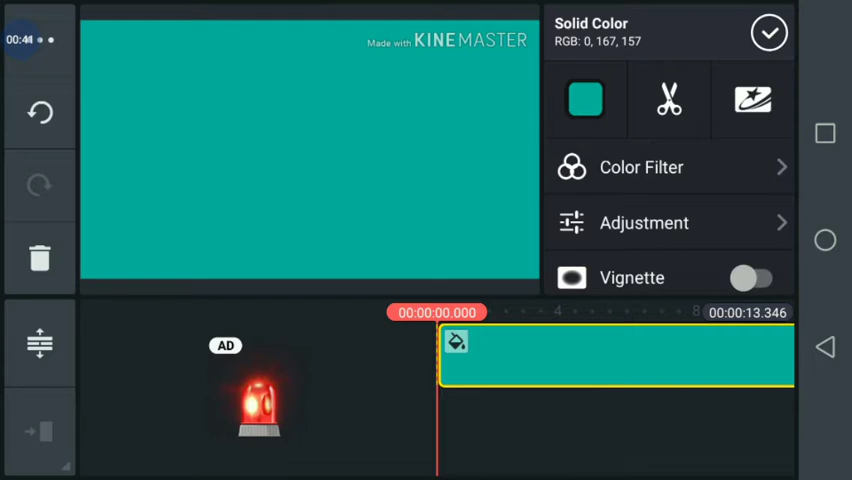 00:44
Made with KINEMASTER
Solid Color
RGB: 0, 167, 157
Color Filter
Adjustment
Vignette
00:00:00.000
4
8
00:00:13.346
AD